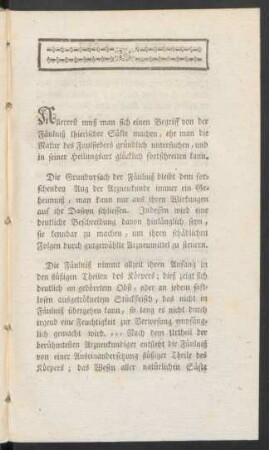 Allererst muß man sich einen Begriff von der
Fäulniß thierischer Säfte machen, ehe man die
Natur des Faulfiebers gründlich untersuchen, und
in seiner Heilungsart glücklich fortschreiten kann.
Die Grundursach der Fäulniß bleibt dem for-
schenden Aug der Arzneykunde immer ein Ge-
heimniß, man kann nur aus ihren Wirkungen
auf ihr Daseyn schliessen. Indessen wird eine
deutliche Beschreibung davon hinlänglich seyn,
sie kennbar zu machen, um ihren schädlichen
Folgen durch gutgewählte Arzneimittel zu steuern.
Die Fäulniß nimmt allzeit ihren Anfang in
den flüßigen Theilen des Körpers; dieß zeigt sich
deutlich an gedörrtem Obst, oder an jedem saft-
losen ausgetrockneten Stückfleisch, das nicht in
Fäulniß übergehen kann, so lang es nicht durch
irgend eine Feuchtigkeit zur Verwesung empfäng-
lich gemacht wird. ... Nach dem Urtheil der
berühmtesten Arzneykundiger entsteht die Fäulniß
von einer Auseinandersetzung flüßiger Theile des
Körpers; das Wesen aller natürlichen Säfte